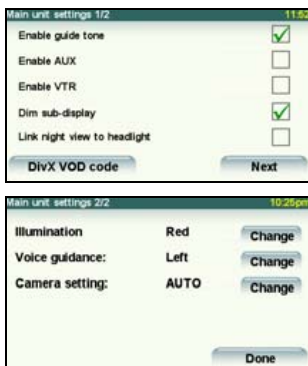 Main unit settings 1/2 11:52
Enable guide tone
Enable AUX
Enable VTR
Dim sub-display
Link night view to headlight
DivX VOD code Next
Main unit settings 2/2 10:25pm
Illumination Red Change
Voice guidance: Left Change
Camera setting: AUTO Change
Done